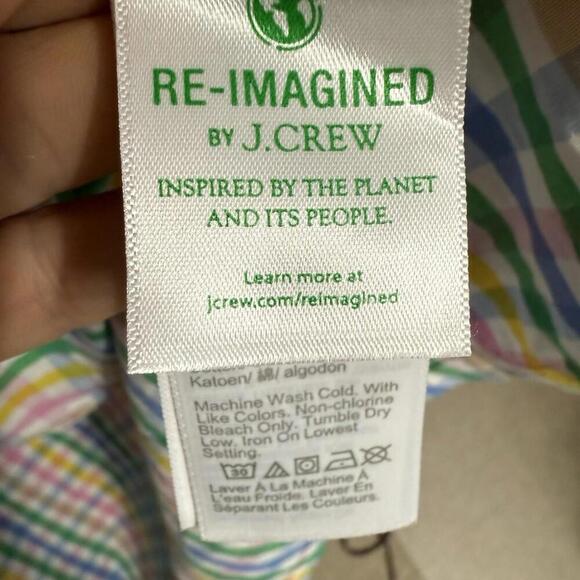 RE-IMAGINED
BY J.CREW
INSPIRED BY THE PLANET
AND ITS PEOPLE.
Learn more at
jcrew.com/reimagined
Katoen/ 綿/ algodón
Machine Wash Cold. With
Like Colors. Non-chlorine
Bleach Only. Tumble Dry
Low. Iron On Lowest
Setting.
30
Laver À La Machine À
L'eau Froide. Laver En
Séparant Les Couleurs.